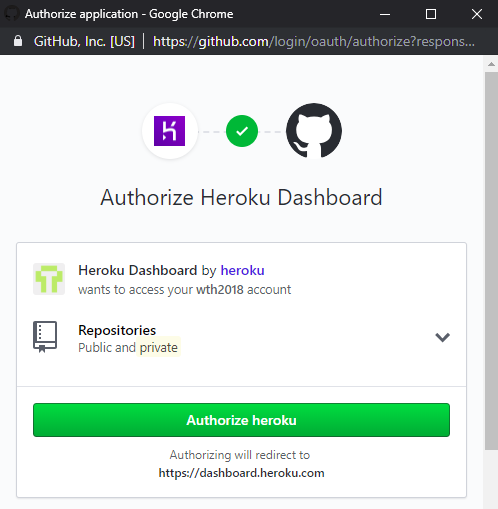 Authorize application - Google Chrome
GitHub, Inc. [US] | https://github.com/login/oauth/authorize?respons...
Authorize Heroku Dashboard
Heroku Dashboard by heroku
wants to access your wth2018 account
Repositories
Public and private
Authorize heroku
Authorizing will redirect to
https://dashboard.heroku.com